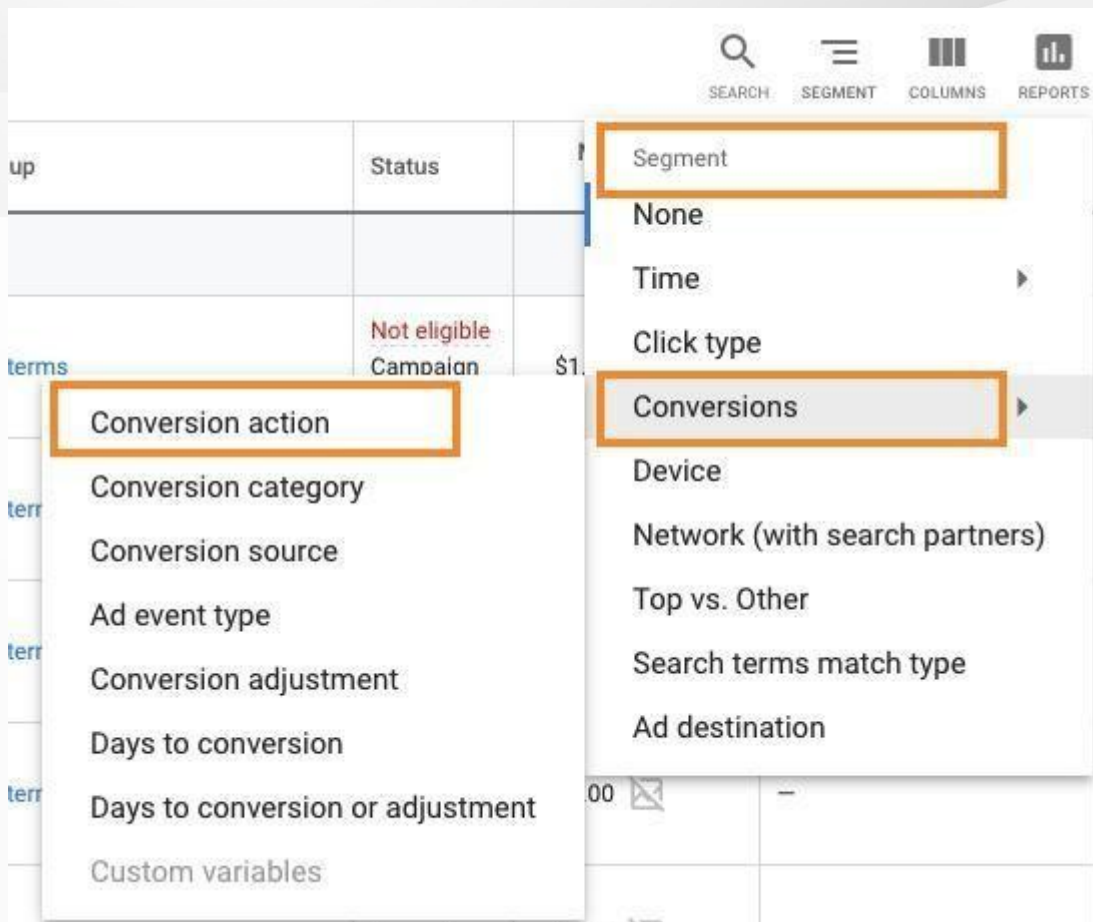 SEARCH SEGMENT COLUMNS REPORTS
up Status
Segment
None
Time
Click type
Conversions
Device
Network (with search partners)
Top vs. Other
Search terms match type
Ad destination
Not eligible
terms Campaign $1.
Conversion action
Conversion category
Conversion source
Ad event type
Conversion adjustment
Days to conversion
Days to conversion or adjustment
Custom variables
00 –